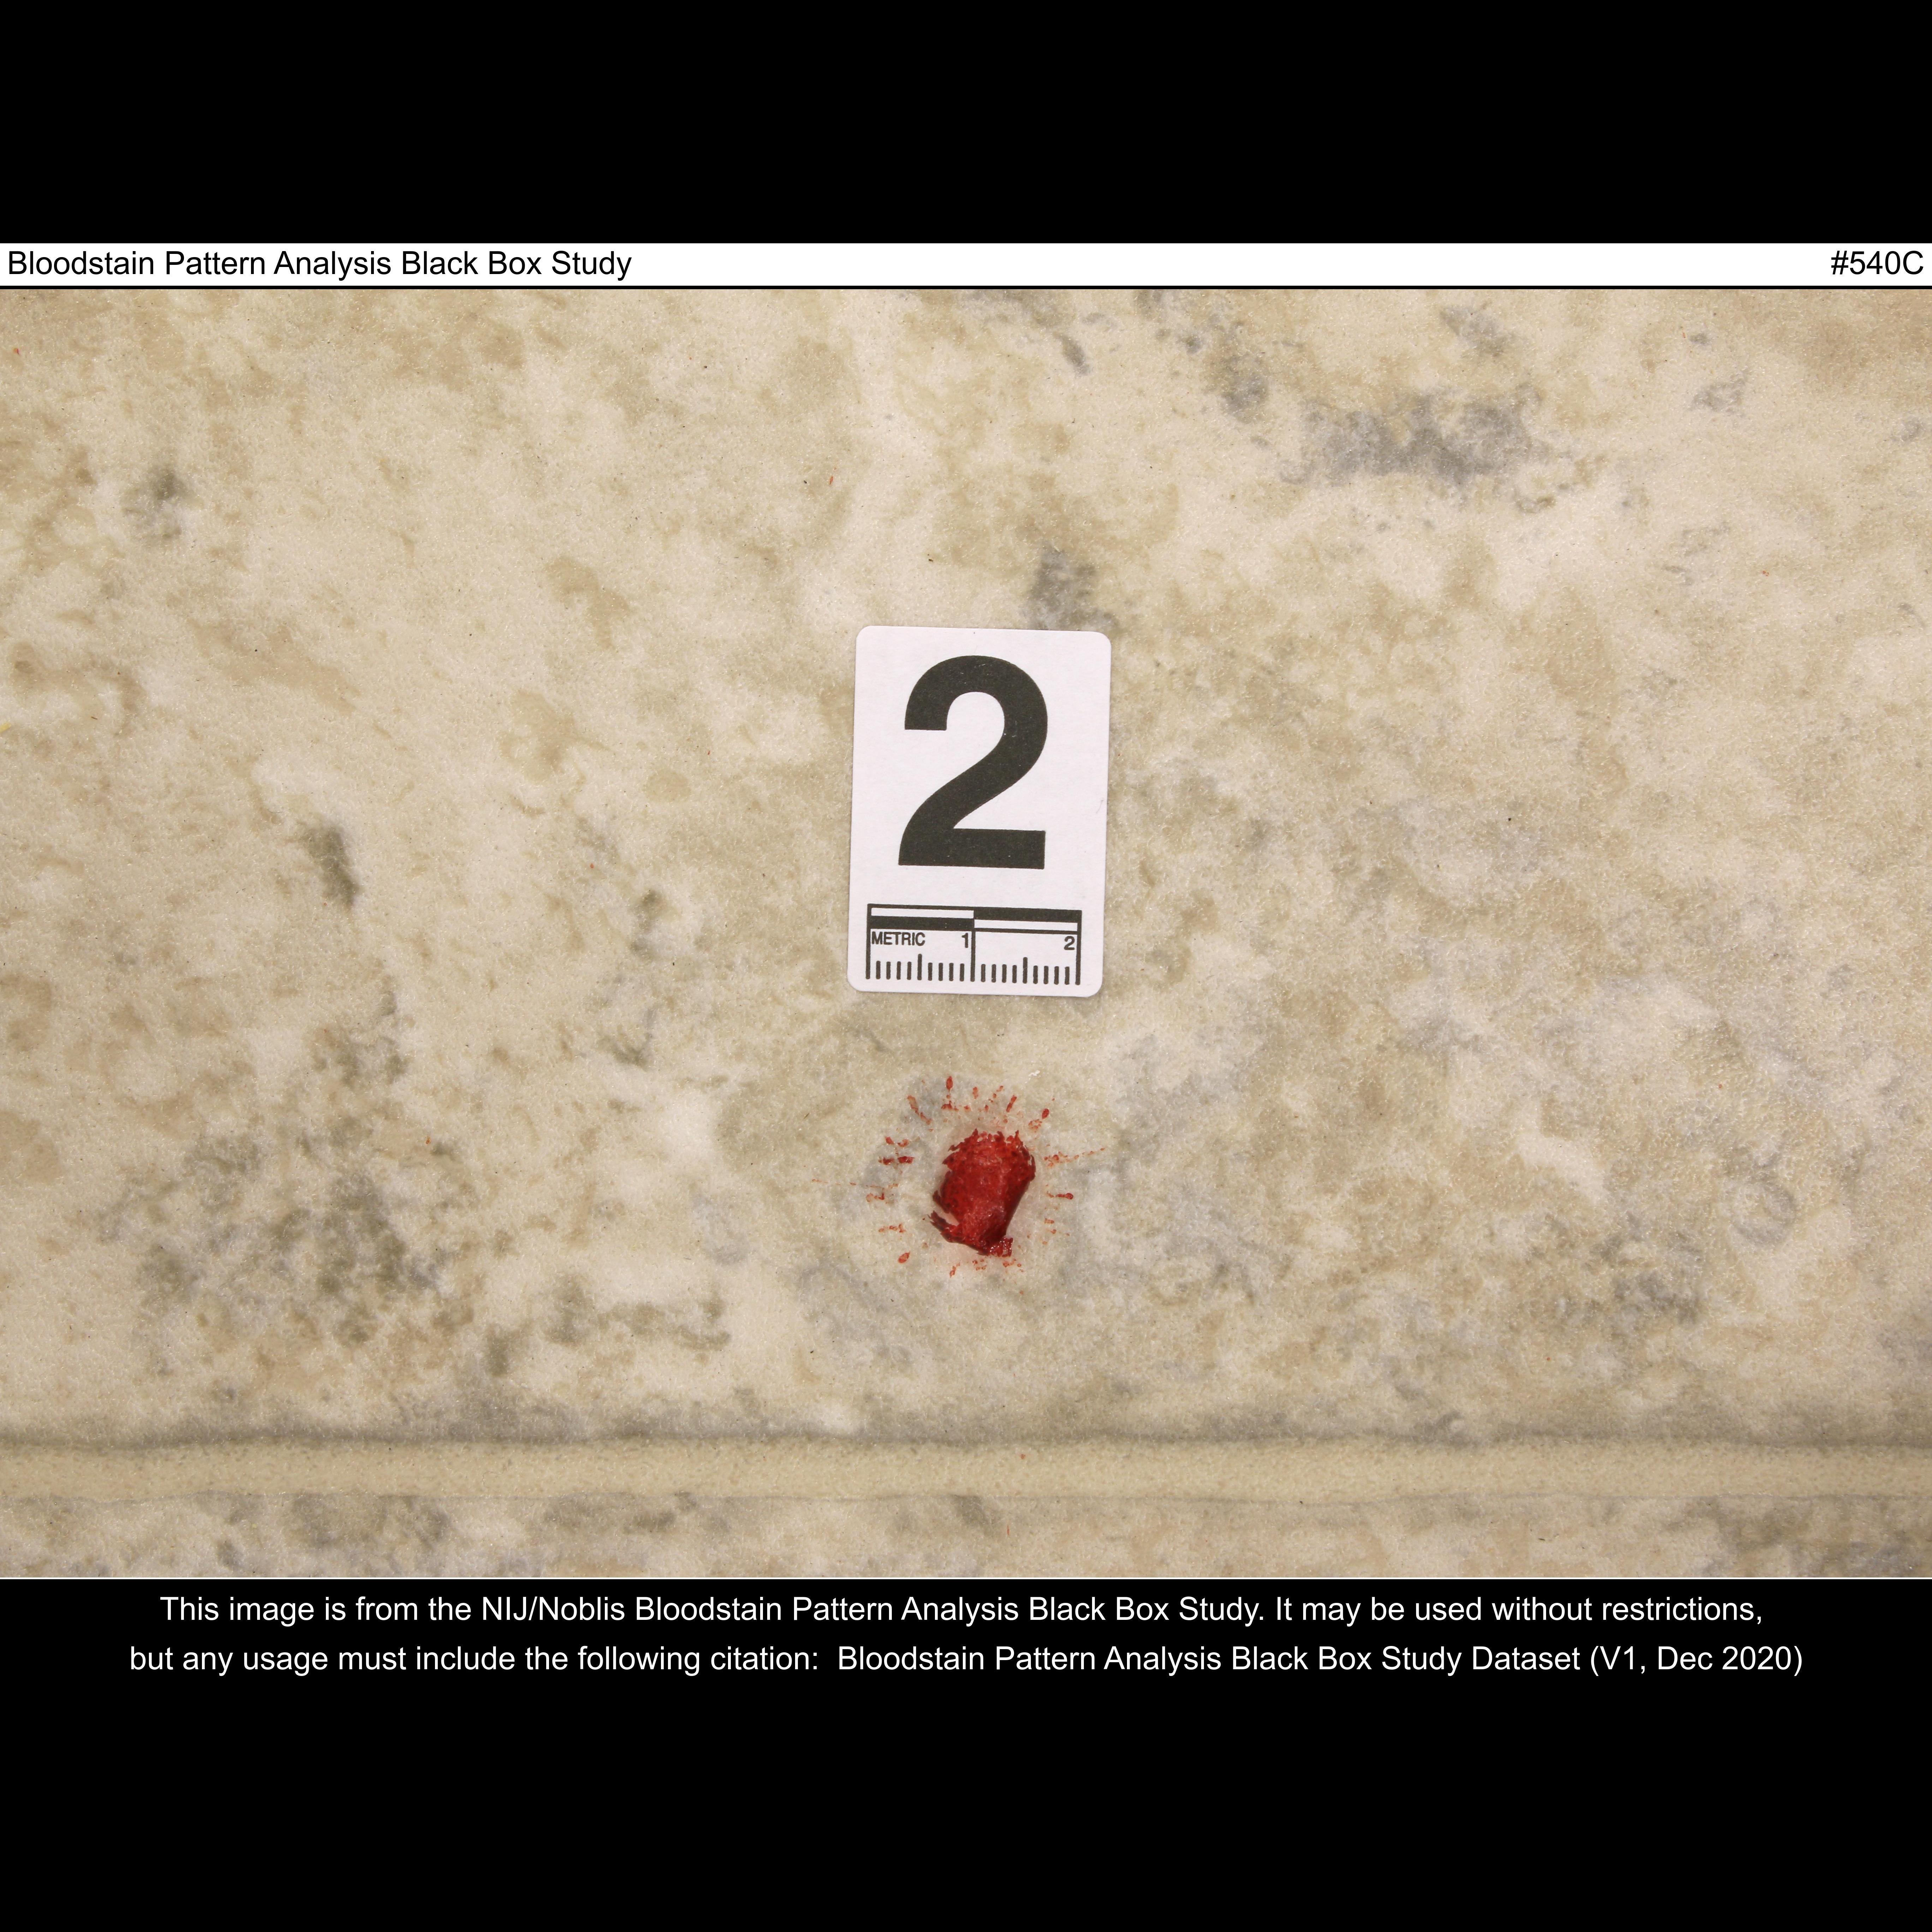 Bloodstain Pattern Analysis Black Box Study #540C
2
METRIC 1 2
This image is from the NIJ/Noblis Bloodstain Pattern Analysis Black Box Study. It may be used without restrictions,
but any usage must include the following citation:  Bloodstain Pattern Analysis Black Box Study Dataset (V1, Dec 2020)